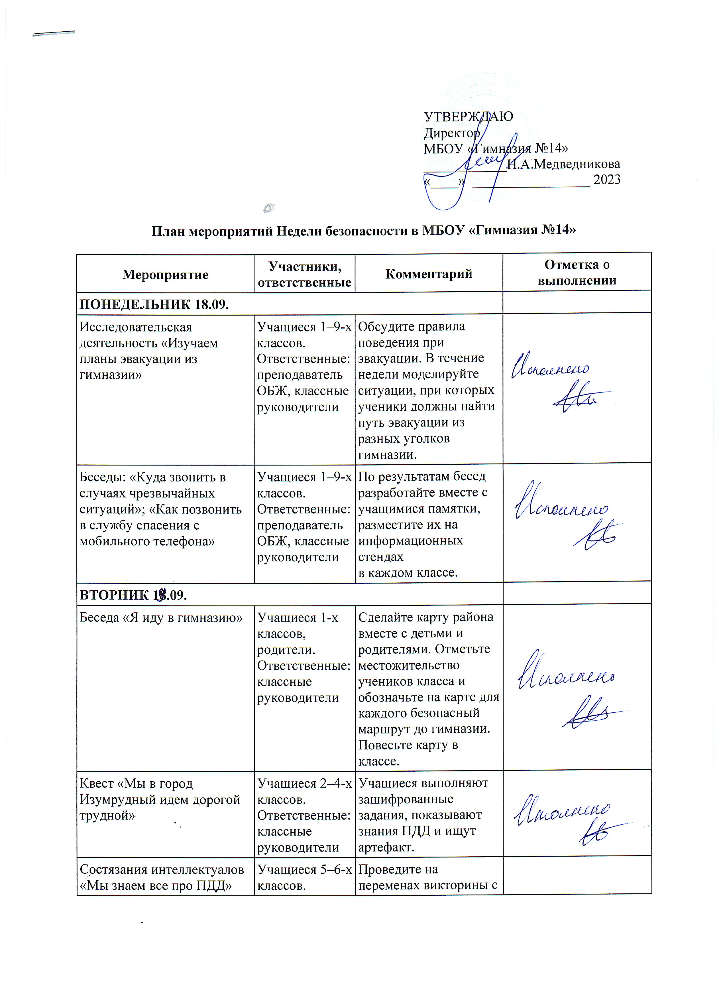 УТВЕРЖДАЮ
Директор
МБОУ «Гимназия №14»
____________Н.А.Медведникова
«____» _________________ 2023
План мероприятий Недели безопасности в МБОУ «Гимназия №14»
Мероприятие
Участники,
ответственные
Комментарий
Отметка о
выполнении
ПОНЕДЕЛЬНИК 18.09.
Исследовательская
деятельность «Изучаем
планы эвакуации из
гимназии»
Учащиеся 1–9-х
классов.
Ответственные:
преподаватель
ОБЖ, классные
руководители
Обсудите правила
поведения при
эвакуации. В течение
недели моделируйте
ситуации, при которых
ученики должны найти
путь эвакуации из
разных уголков
гимназии.
Исполнено
Беседы: «Куда звонить в
случаях чрезвычайных
ситуаций»; «Как позвонить
в службу спасения с
мобильного телефона»
Учащиеся 1–9-х
классов.
Ответственные:
преподаватель
ОБЖ, классные
руководители
По результатам бесед
разработайте вместе с
учащимися памятки,
разместите их на
информационных
стендах
в каждом классе.
Исполнено
ВТОРНИК 19.09.
Беседа «Я иду в гимназию»
Учащиеся 1-х
классов,
родители.
Ответственные:
классные
руководители
Сделайте карту района
вместе с детьми и
родителями. Отметьте
местожительство
учеников класса и
обозначьте на карте для
каждого безопасный
маршрут до гимназии.
Повесьте карту в
классе.
Исполнено
Квест «Мы в город
Изумрудный идем дорогой
трудной»
Учащиеся 2–4-х
классов.
Ответственные:
классные
руководители
Учащиеся выполняют
зашифрованные
задания, показывают
знания ПДД и ищут
артефакт.
Исполнено
Состязания интеллектуалов
«Мы знаем все про ПДД»
Учащиеся 5–6-х
классов.
Проведите на
переменах викторины с